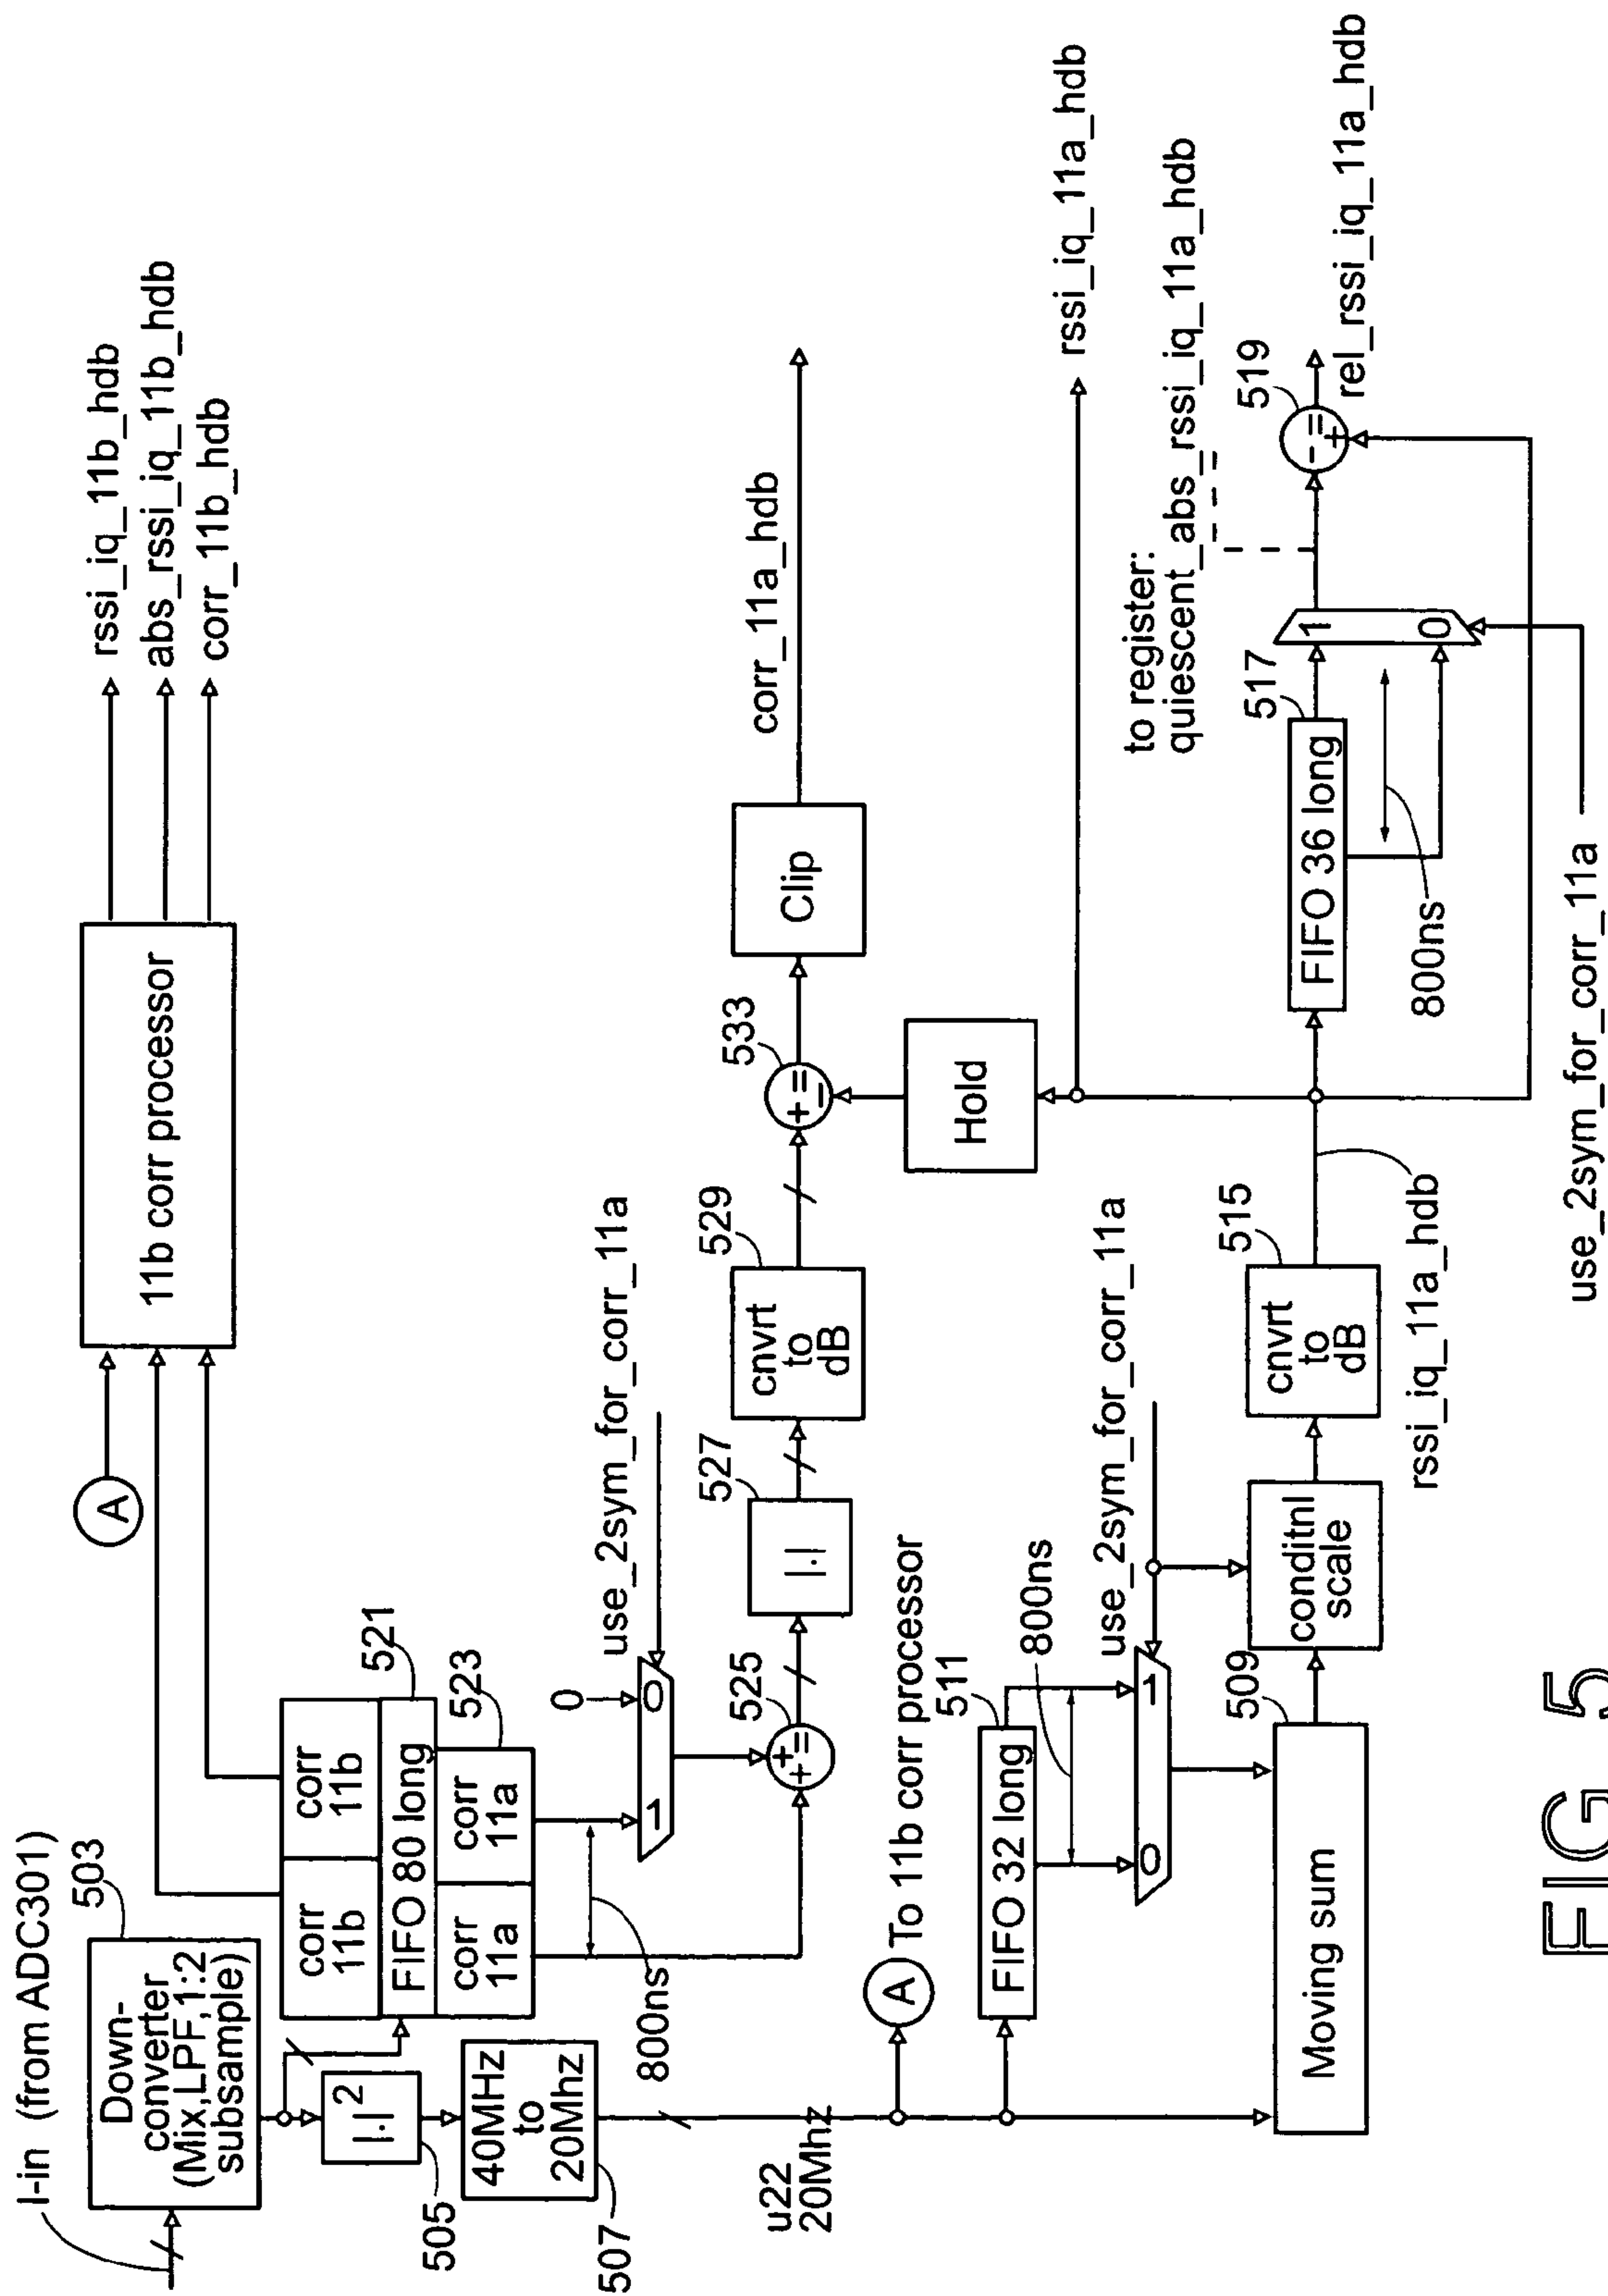 I-in (from ADC301)
503
Down-
converter
(Mix,LPF,1:2
subsample)
|·|²
505
40MHZ
to
20Mhz
507
u22
20Mhz
corr
11b
corr
11b
FIFO 80 long
521
corr
11a
corr
11a
523
800ns
A
11b corr processor
rssi_iq_11b_hdb
abs_rssi_iq_11b_hdb
corr_11b_hdb
0
1
0
use_2sym_for_corr_11a
+
+ =
525
|·|
527
cnvrt
to
dB
529
+ =
−
533
Clip
corr_11a_hdb
Hold
rssi_iq_11a_hdb
A To 11b corr processor
FIFO 32 long
511
800ns
0
1
use_2sym_for_corr_11a
Moving sum
509
conditnl
scale
cnvrt
to
dB
515
rssi_iq_11a_hdb
FIFO 36 long
517
800ns
1
0
use_2sym_for_corr_11a
to register:
quiescent_abs_rssi_iq_11a_hdb
- =
+
519
rel_rssi_iq_11a_hdb
FIG 5